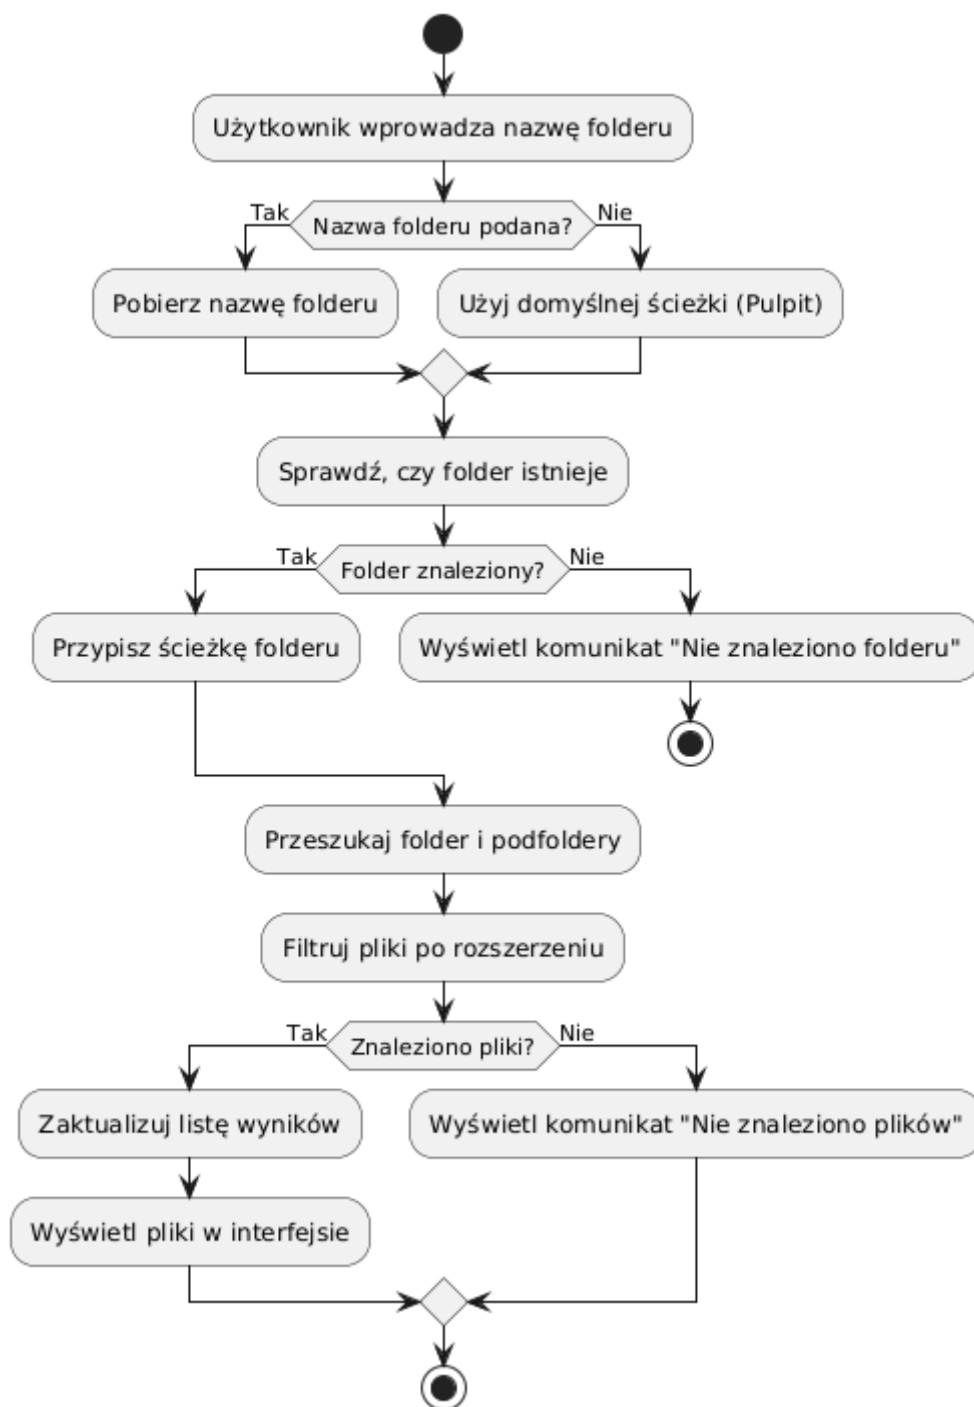 Użytkownik wprowadza nazwę folderu
Tak
Nazwa folderu podana?
Nie
Pobierz nazwę folderu
Użyj domyślnej ścieżki (Pulpit)
Sprawdź, czy folder istnieje
Tak
Folder znaleziony?
Nie
Przypisz ścieżkę folderu
Wyświetl komunikat "Nie znaleziono folderu"
Przeszukaj folder i podfoldery
Filtruj pliki po rozszerzeniu
Tak
Znaleziono pliki?
Nie
Zaktualizuj listę wyników
Wyświetl komunikat "Nie znaleziono plików"
Wyświetl pliki w interfejsie